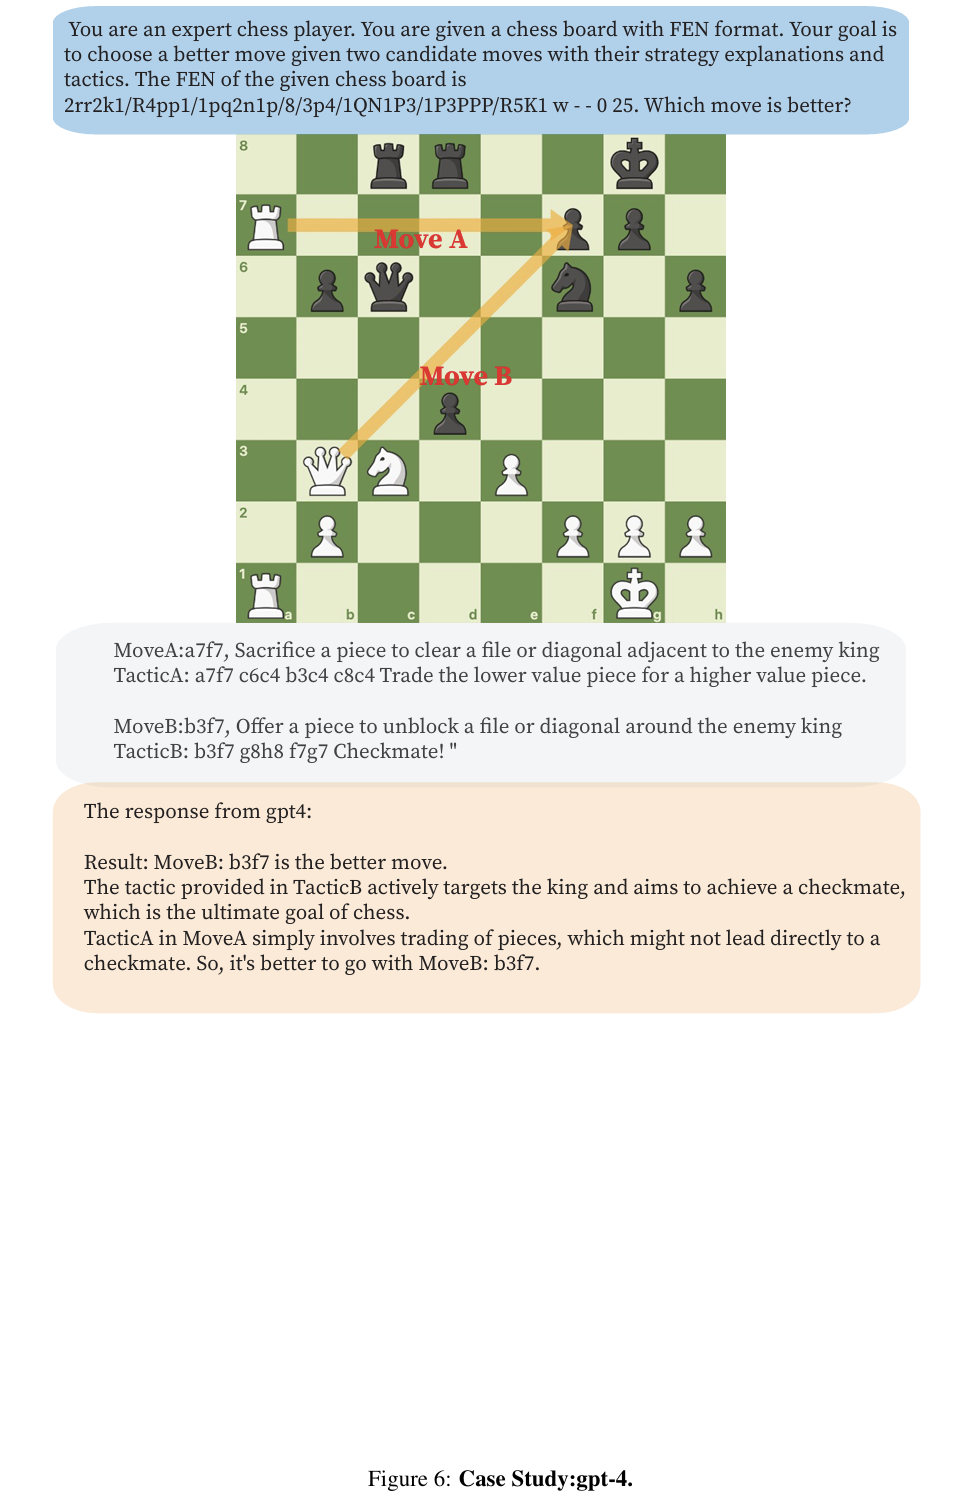 You are an expert chess player. You are given a chess board with FEN format. Your goal is
to choose a better move given two candidate moves with their strategy explanations and
tactics. The FEN of the given chess board is
2rr2k1/R4pp1/1pq2n1p/8/3p4/1QN1P3/1P3PPP/R5K1 w - - 0 25. Which move is better?
8
7
Move A
6
5
4
Move B
3
2
1
a b c d e f g h
MoveA:a7f7, Sacrifice a piece to clear a file or diagonal adjacent to the enemy king
TacticA: a7f7 c6c4 b3c4 c8c4 Trade the lower value piece for a higher value piece.
MoveB:b3f7, Offer a piece to unblock a file or diagonal around the enemy king
TacticB: b3f7 g8h8 f7g7 Checkmate! "
The response from gpt4:
Result: MoveB: b3f7 is the better move.
The tactic provided in TacticB actively targets the king and aims to achieve a checkmate,
which is the ultimate goal of chess.
TacticA in MoveA simply involves trading of pieces, which might not lead directly to a
checkmate. So, it's better to go with MoveB: b3f7.
Figure 6: Case Study:gpt-4.